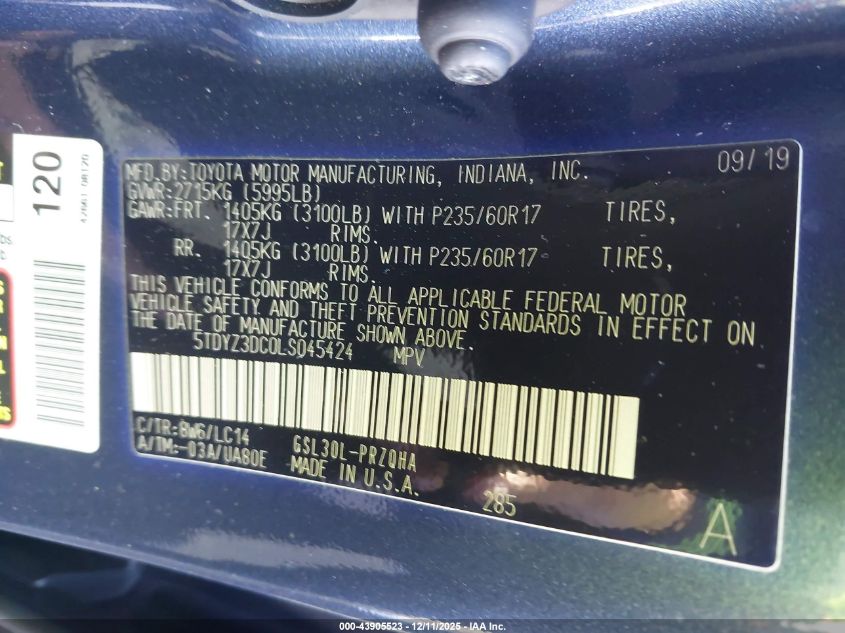 MFD.BY:TOYOTA MOTOR MANUFACTURING, INDIANA, INC. 09/19
GVWR:2715KG (5995LB)
GAWR:FRT. 1405KG (3100LB) WITH P235/60R17 TIRES,
17X7J RIMS.
RR. 1405KG (3100LB) WITH P235/60R17 TIRES,
17X7J RIMS.
THIS VEHICLE CONFORMS TO ALL APPLICABLE FEDERAL MOTOR
VEHICLE SAFETY AND THEFT PREVENTION STANDARDS IN EFFECT ON
THE DATE OF MANUFACTURE SHOWN ABOVE.
5TDYZ3DC0LS045424 MPV
C/TR:8W6/LC14 GSL30L-PRZQHA
A/TM:-03A/UA80E MADE IN U.S.A.
285
A
120
42661-08120
000-43905523 - 12/11/2025 - IAA Inc.